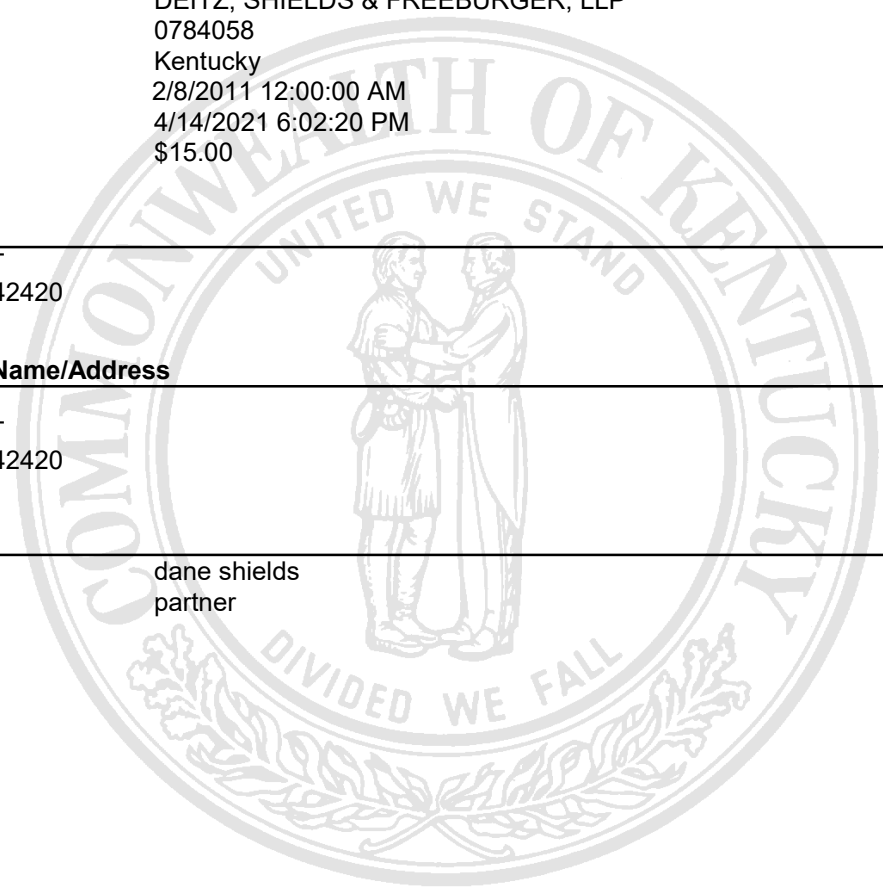 DEITZ, SHIELDS & FREEBURGER, LLP
0784058
Kentucky
2/8/2011 12:00:00 AM
4/14/2021 6:02:20 PM
$15.00
42420
Name/Address
42420
dane shields
partner
COMMONWEALTH OF KENTUCKY
UNITED WE STAND
DIVIDED WE FALL